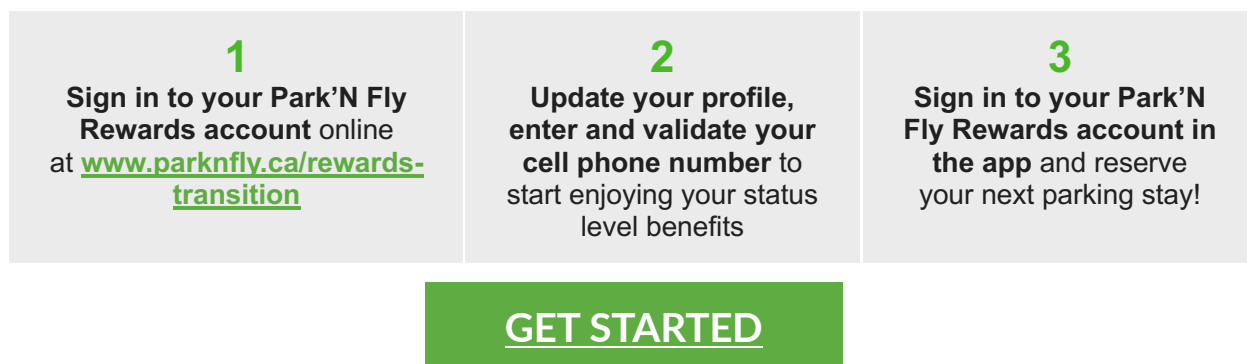 1
Sign in to your Park’N Fly
Rewards account online
at www.parknfly.ca/rewards-
transition
2
Update your profile,
enter and validate your
cell phone number to
start enjoying your status
level benefits
3
Sign in to your Park’N
Fly Rewards account in
the app and reserve
your next parking stay!
GET STARTED